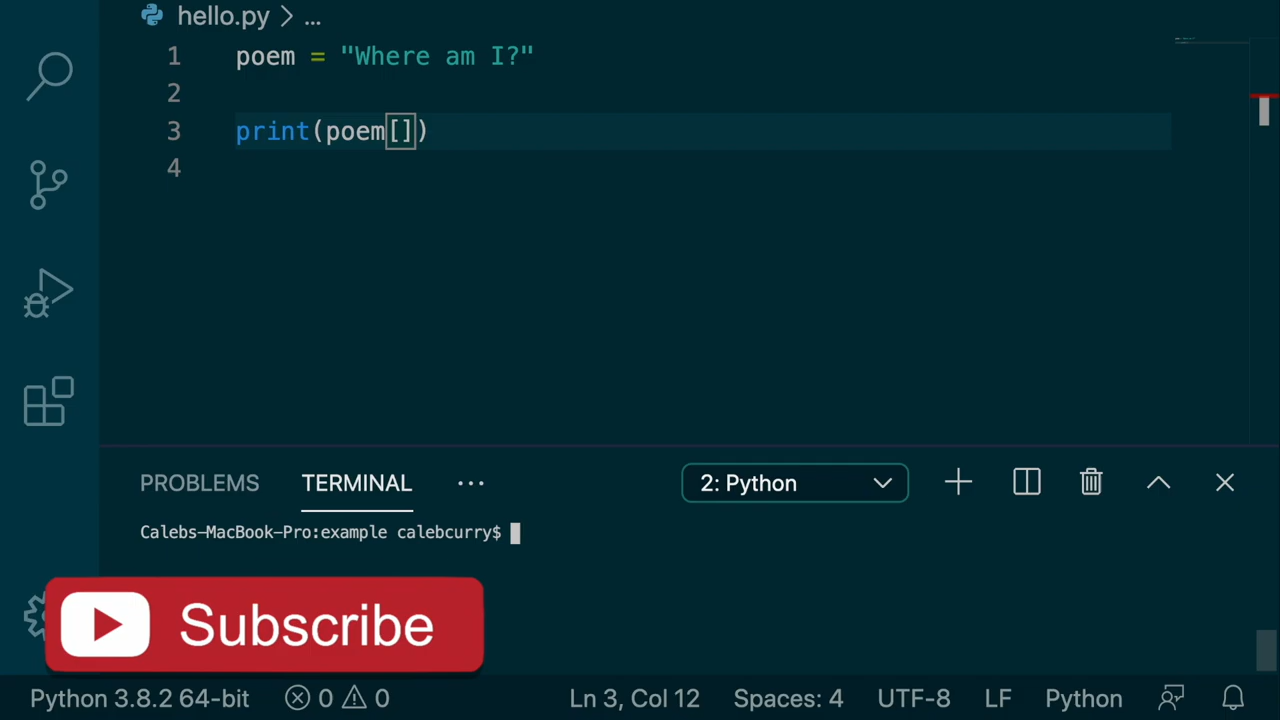 hello.py > ...
1 poem = "Where am I?"
2
3 print(poem[])
4
PROBLEMS TERMINAL ... 2: Python
Calebs-MacBook-Pro:example calebcurry$
Subscribe
Python 3.8.2 64-bit 0 0 Ln 3, Col 12 Spaces: 4 UTF-8 LF Python